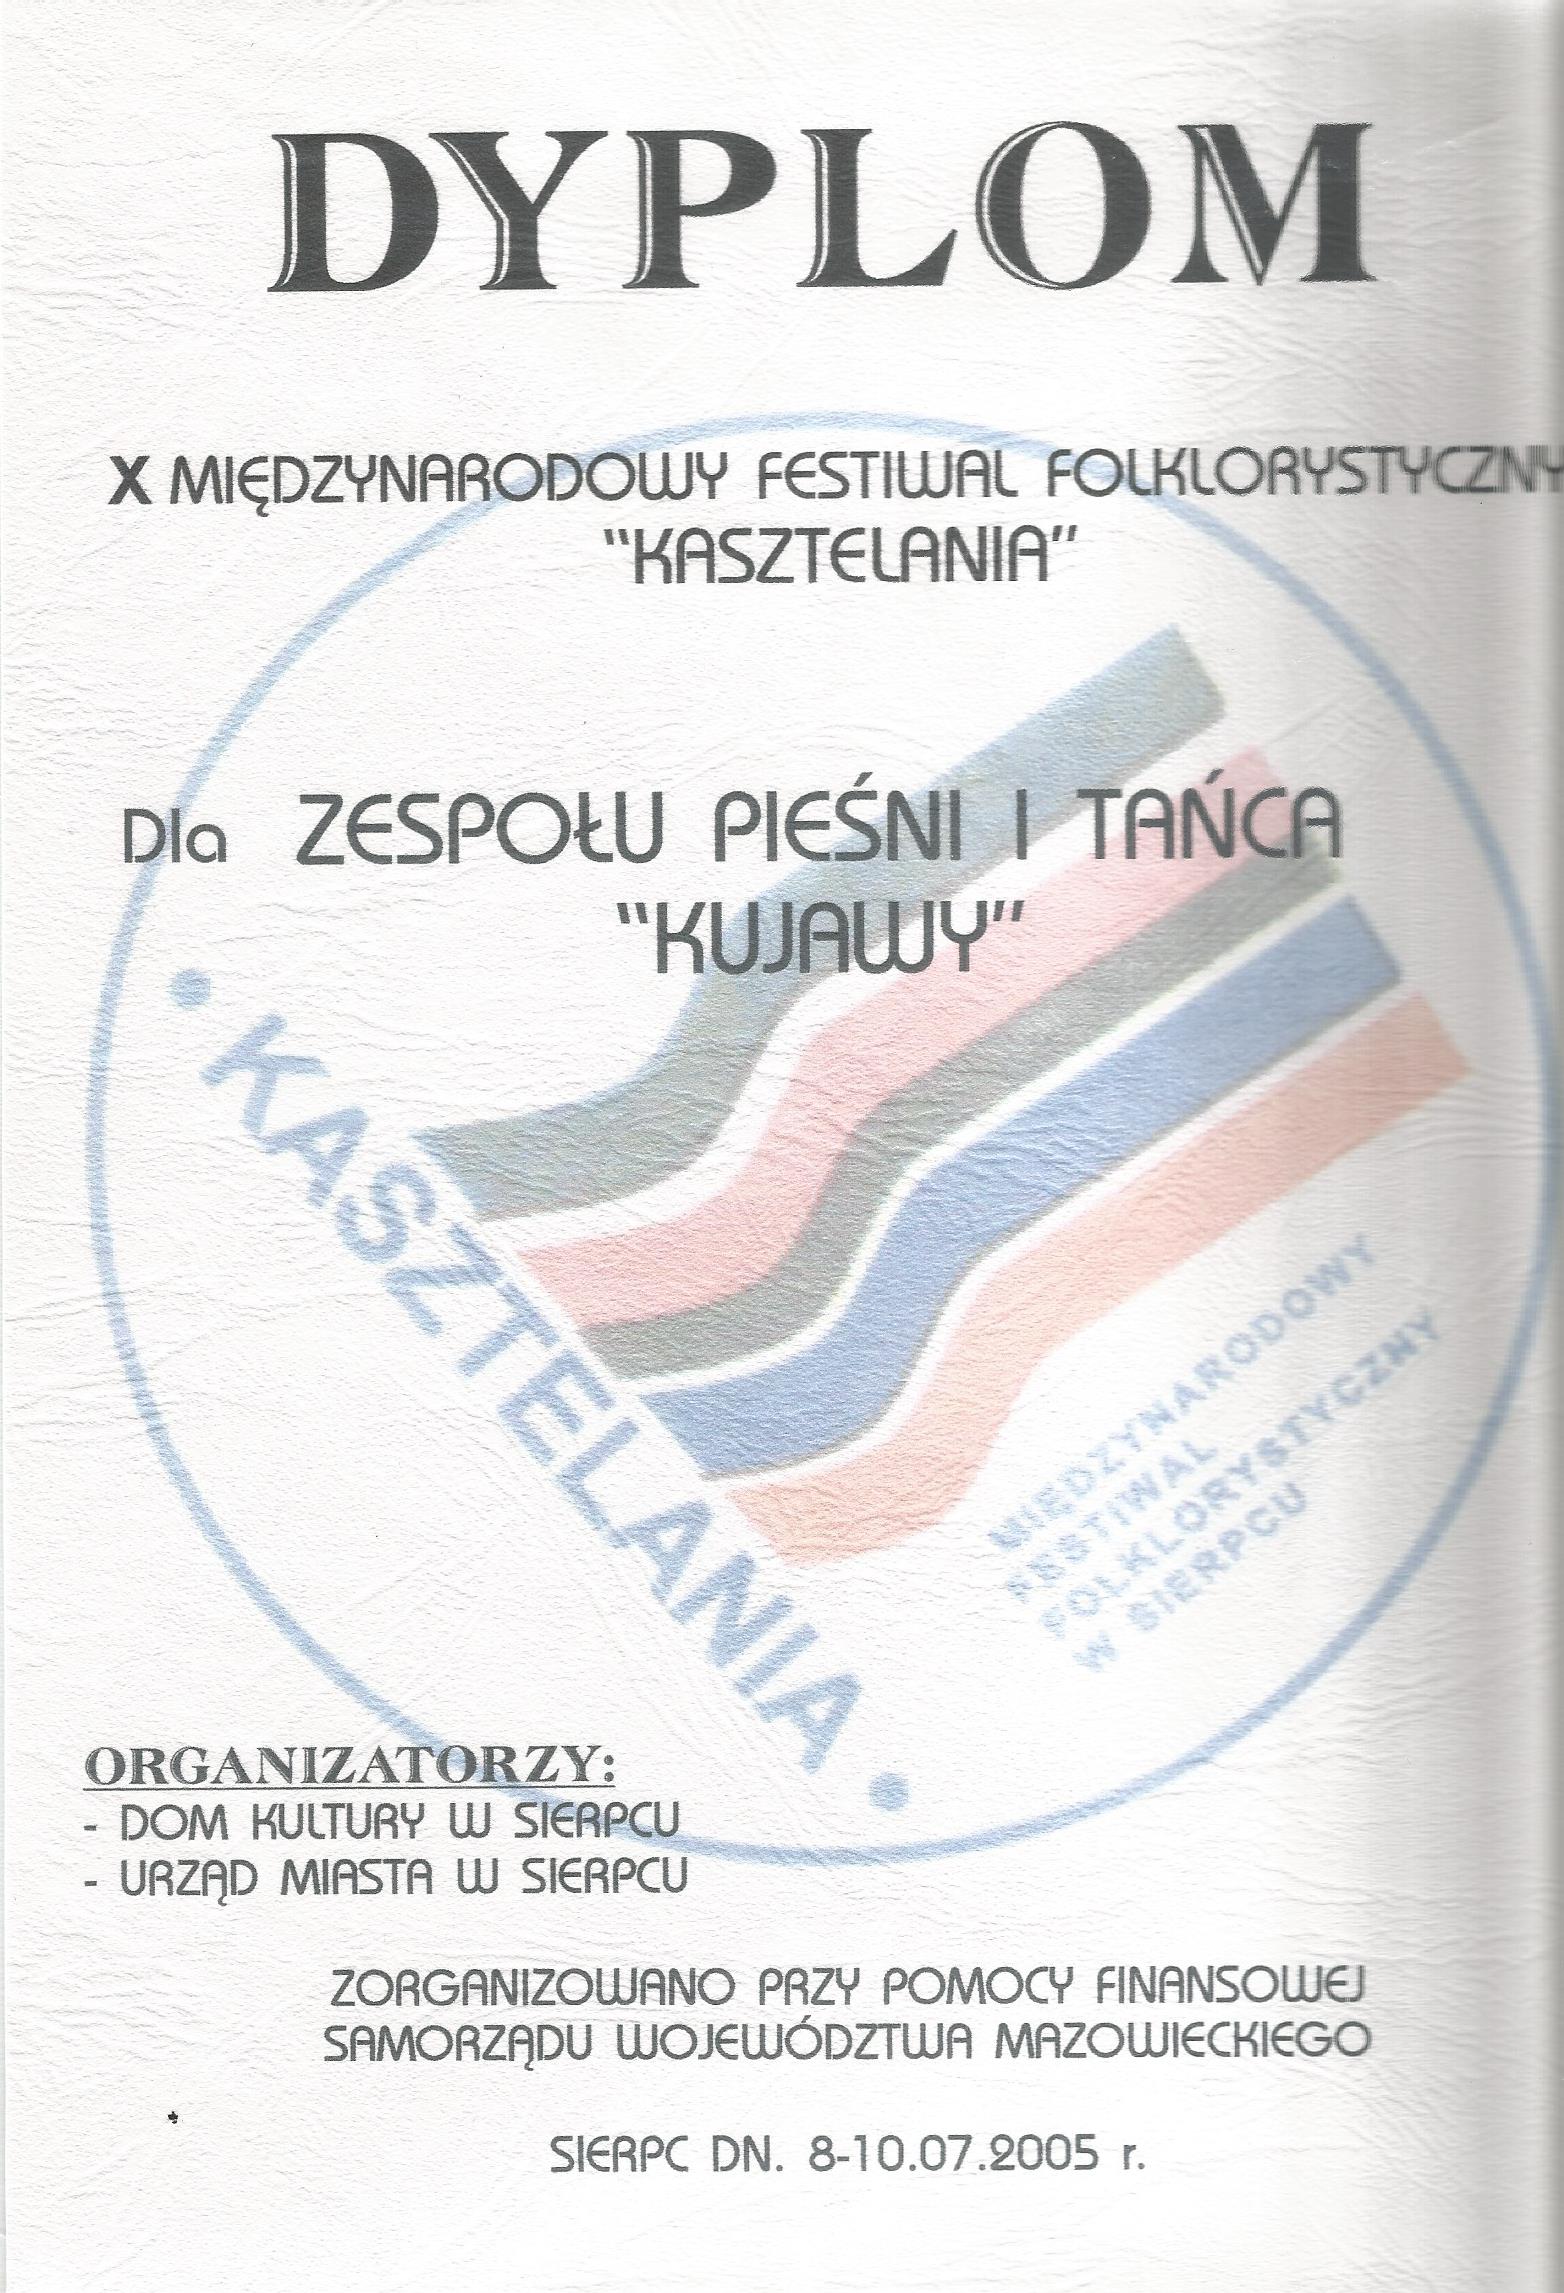 DYPLOM
X MIĘDZYNARODOWY FESTIWAL FOLKLORYSTYCZNY
"KASZTELANIA"
Dla ZESPOŁU PIEŚNI I TAŃCA
"KUJAWY"
• KASZTELANIA •
MIĘDZYNARODOWY
FESTIWAL
FOLKLORYSTYCZNY
W SIERPCU
ORGANIZATORZY:
- DOM KULTURY W SIERPCU
- URZĄD MIASTA W SIERPCU
ZORGANIZOWANO PRZY POMOCY FINANSOWEJ
SAMORZĄDU WOJEWÓDZTWA MAZOWIECKIEGO
SIERPC DN. 8-10.07.2005 r.